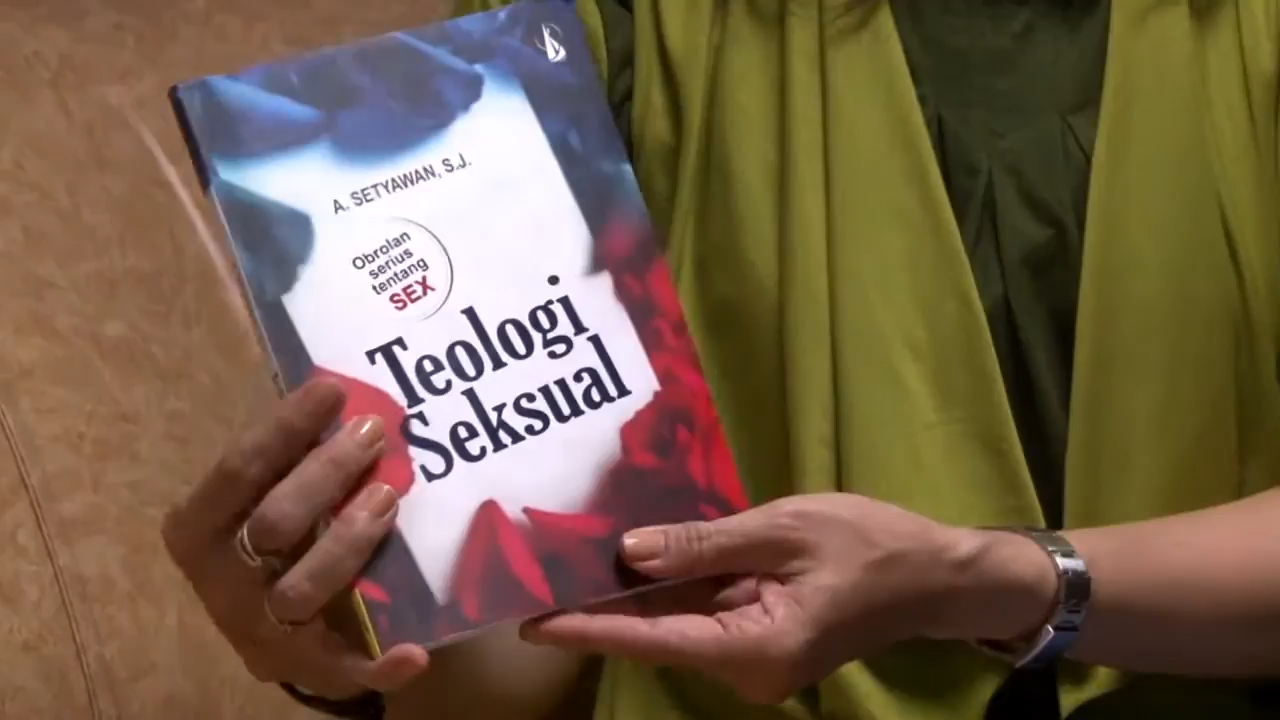 A. SETYAWAN, S.J.
Obrolan
serius
tentang
SEX
Teologi
Seksual